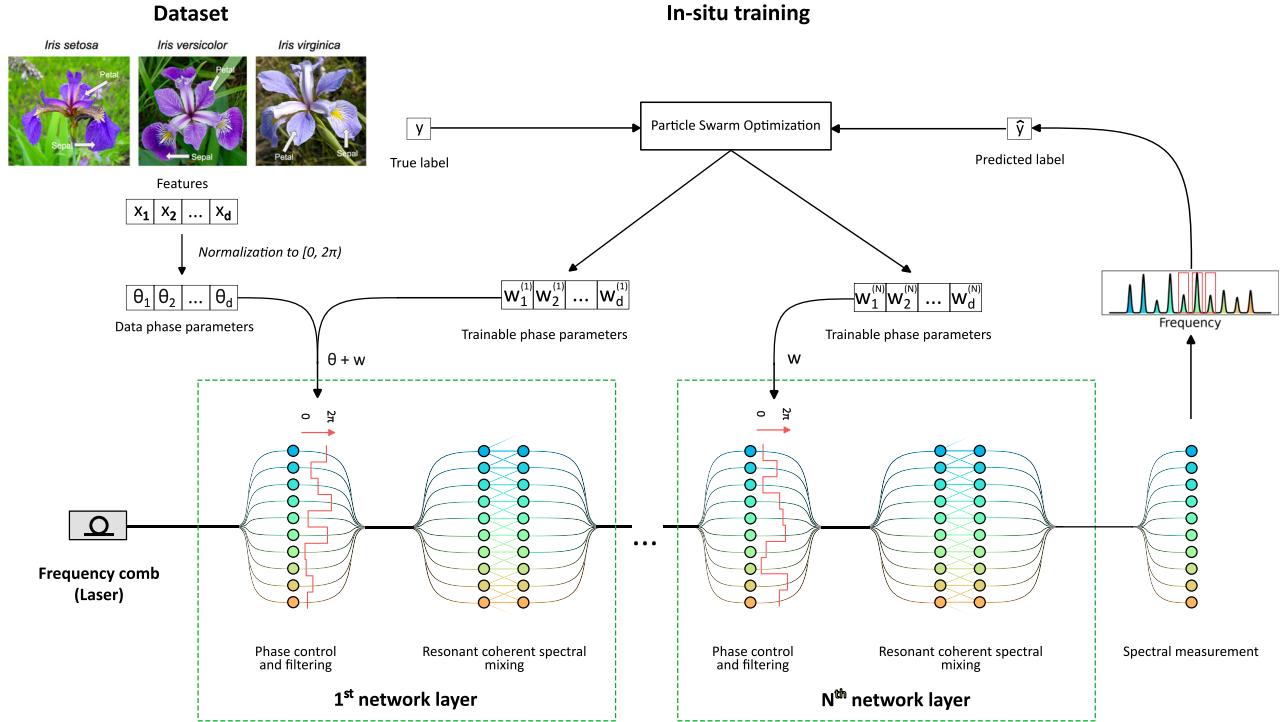 Dataset
In-situ training
Iris setosa
Iris versicolor
Iris virginica
Petal
Sepal
Petal
Sepal
Petal
Sepal
y
True label
Particle Swarm Optimization
ŷ
Predicted label
Features
x1 x2 ... xd
Normalization to [0, 2π)
θ1 θ2 ... θd
Data phase parameters
w1(1) w2(1) ... wd(1)
Trainable phase parameters
w1(N) w2(N) ... wd(N)
Trainable phase parameters
Frequency
θ + w
w
0
2π
0
2π
...
Frequency comb
(Laser)
Phase control
and filtering
Resonant coherent spectral
mixing
Phase control
and filtering
Resonant coherent spectral
mixing
Spectral measurement
1st network layer
Nth network layer